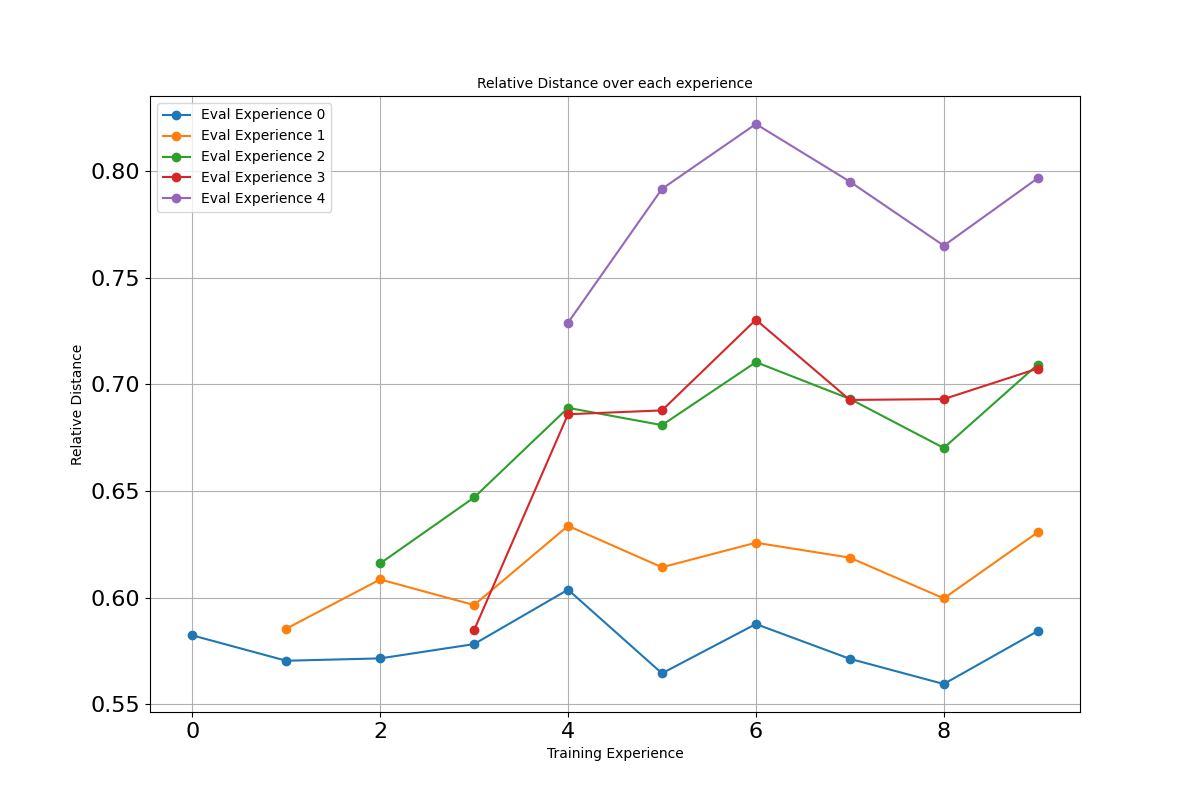 Relative Distance over each experience
Eval Experience 0
Eval Experience 1
Eval Experience 2
Eval Experience 3
Eval Experience 4
0.80
0.75
0.70
0.65
0.60
0.55
Relative Distance
0 2 4 6 8
Training Experience